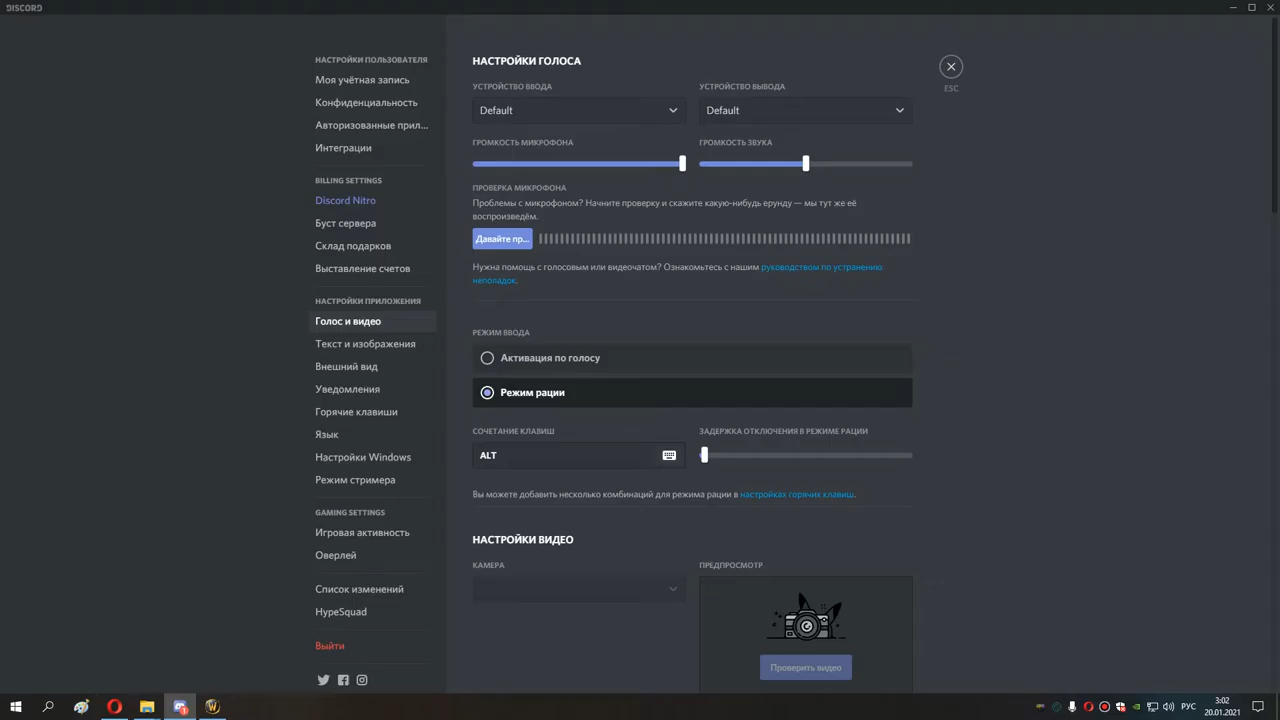 DISCORD
НАСТРОЙКИ ПОЛЬЗОВАТЕЛЯ
Моя учётная запись
Конфиденциальность
Авторизованные прил...
Интеграции
BILLING SETTINGS
Discord Nitro
Буст сервера
Склад подарков
Выставление счетов
НАСТРОЙКИ ПРИЛОЖЕНИЯ
Голос и видео
Текст и изображения
Внешний вид
Уведомления
Горячие клавиши
Язык
Настройки Windows
Режим стримера
GAMING SETTINGS
Игровая активность
Оверлей
Список изменений
HypeSquad
Выйти
НАСТРОЙКИ ГОЛОСА
ESC
УСТРОЙСТВО ВВОДА
УСТРОЙСТВО ВЫВОДА
Default
Default
ГРОМКОСТЬ МИКРОФОНА
ГРОМКОСТЬ ЗВУКА
ПРОВЕРКА МИКРОФОНА
Проблемы с микрофоном? Начните проверку и скажите какую-нибудь ерунду — мы тут же её
воспроизведём.
Давайте пр...
Нужна помощь с голосовым или видеочатом? Ознакомьтесь с нашим руководством по устранению
неполадок.
РЕЖИМ ВВОДА
Активация по голосу
Режим рации
СОЧЕТАНИЕ КЛАВИШ
ЗАДЕРЖКА ОТКЛЮЧЕНИЯ В РЕЖИМЕ РАЦИИ
ALT
Вы можете добавить несколько комбинаций для режима рации в настройках горячих клавиш.
НАСТРОЙКИ ВИДЕО
КАМЕРА
ПРЕДПРОСМОТР
Проверить видео
РУС
3:02
20.01.2021